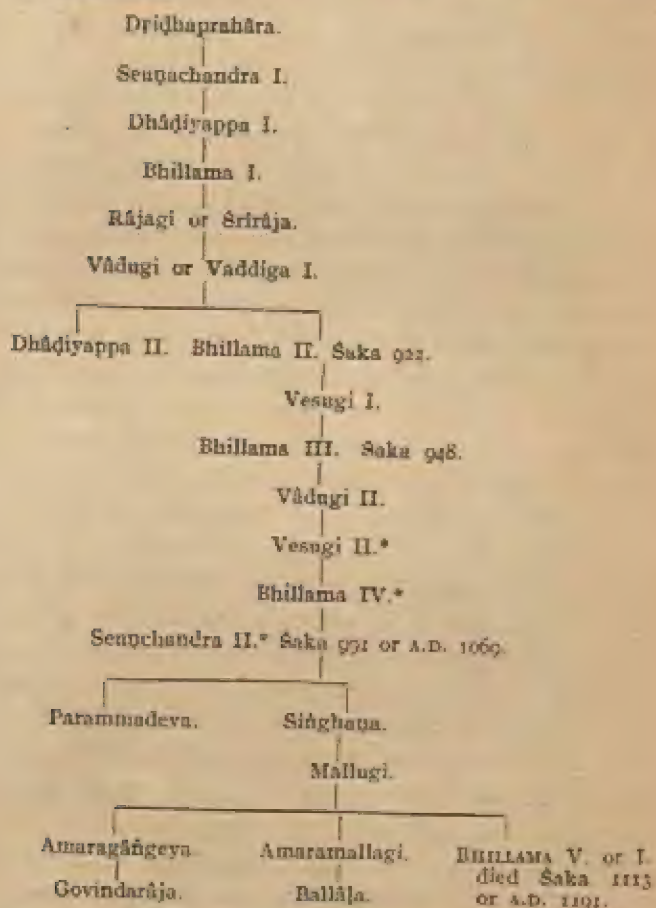 Dṛiḍhaprahâra.
Seuṇachandra I.
Dhâḍiyappa I.
Bhillama I.
Râjagi or Śrîrâja.
Vâdugi or Vaddiga I.
Dhâḍiyappa II. Bhillama II. Śaka 922.
Vesugi I.
Bhillama III. Śaka 948.
Vâdugi II.
Vesugi II.*
Bhillama IV.*
Seuṇchandra II.* Śaka 991 or A.D. 1069.
Parammadeva. Siṅghaṇa.
Mallugi.
Amaragâṅgeya. Amaramallagi. BHILLAMA V. or I.
Govindarâja. Ballâḷa. died Śaka 1113
or A.D. 1191.